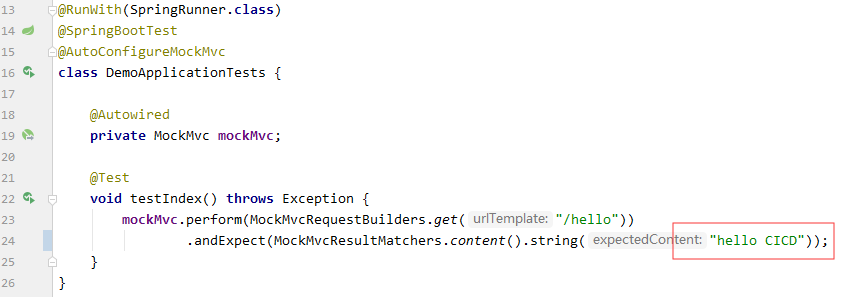 13 @RunWith(SpringRunner.class)
14 @SpringBootTest
15 @AutoConfigureMockMvc
16 class DemoApplicationTests {
17
18 @Autowired
19 private MockMvc mockMvc;
20
21 @Test
22 void testIndex() throws Exception {
23 mockMvc.perform(MockMvcRequestBuilders.get( urlTemplate: "/hello"))
24 .andExpect(MockMvcResultMatchers.content().string( expectedContent: "hello CICD"));
25 }
26 }